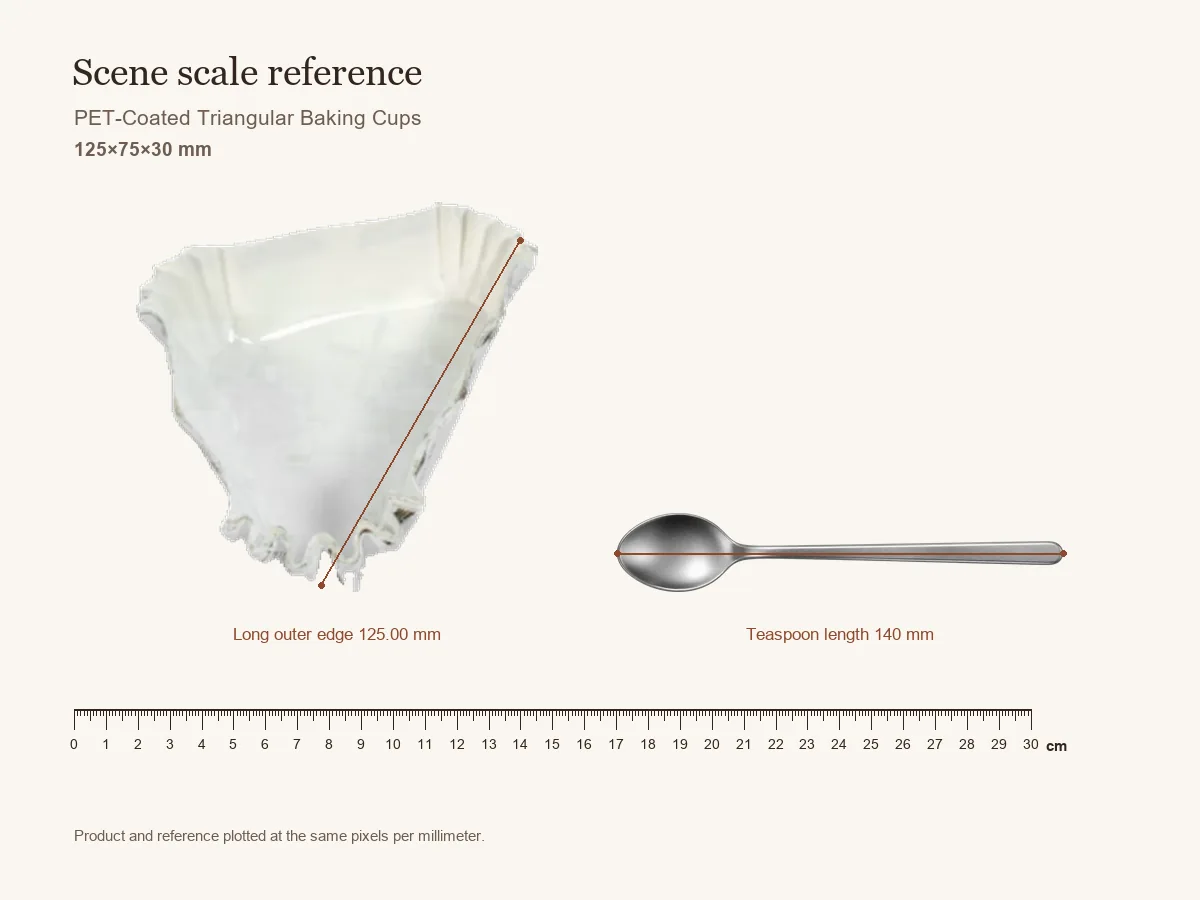 Scene scale reference
PET-Coated Triangular Baking Cups
125×75×30 mm
Long outer edge 125.00 mm
Teaspoon length 140 mm
0 1 2 3 4 5 6 7 8 9 10 11 12 13 14 15 16 17 18 19 20 21 22 23 24 25 26 27 28 29 30 cm
Product and reference plotted at the same pixels per millimeter.